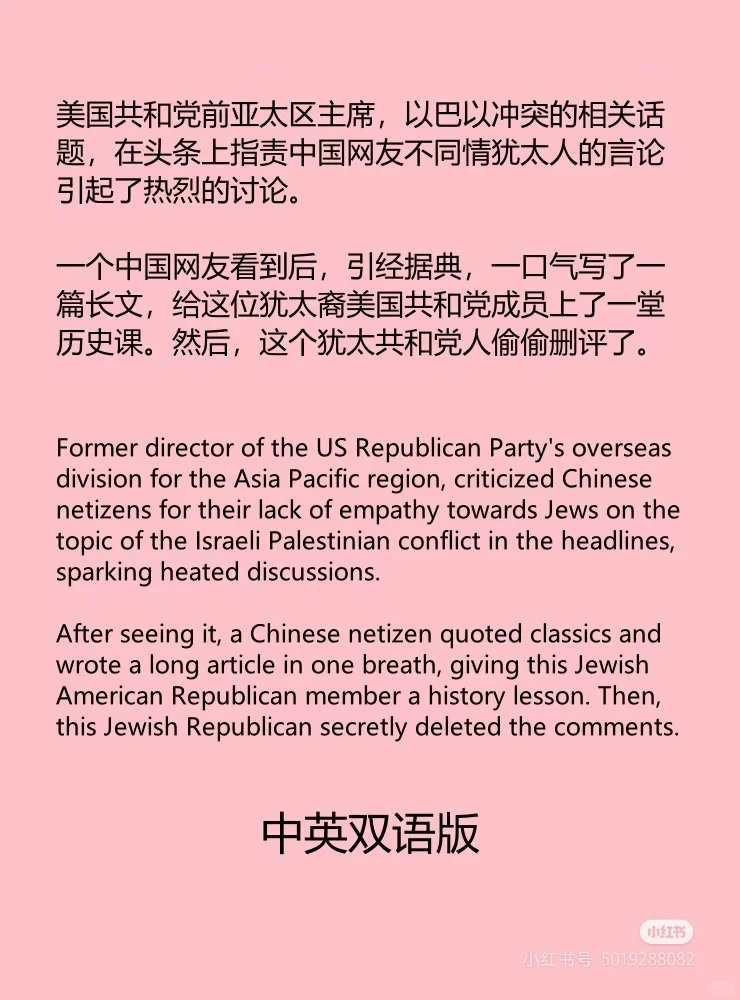 美国共和党前亚太区主席，以巴以冲突的相关话
题，在头条上指责中国网友不同情犹太人的言论
引起了热烈的讨论。
一个中国网友看到后，引经据典，一口气写了一
篇长文，给这位犹太裔美国共和党成员上了一堂
历史课。然后，这个犹太共和党人偷偷删评了。
Former director of the US Republican Party's overseas
division for the Asia Pacific region, criticized Chinese
netizens for their lack of empathy towards Jews on the
topic of the Israeli Palestinian conflict in the headlines,
sparking heated discussions.
After seeing it, a Chinese netizen quoted classics and
wrote a long article in one breath, giving this Jewish
American Republican member a history lesson. Then,
this Jewish Republican secretly deleted the comments.
中英双语版
小红书
小红书号 5019288082